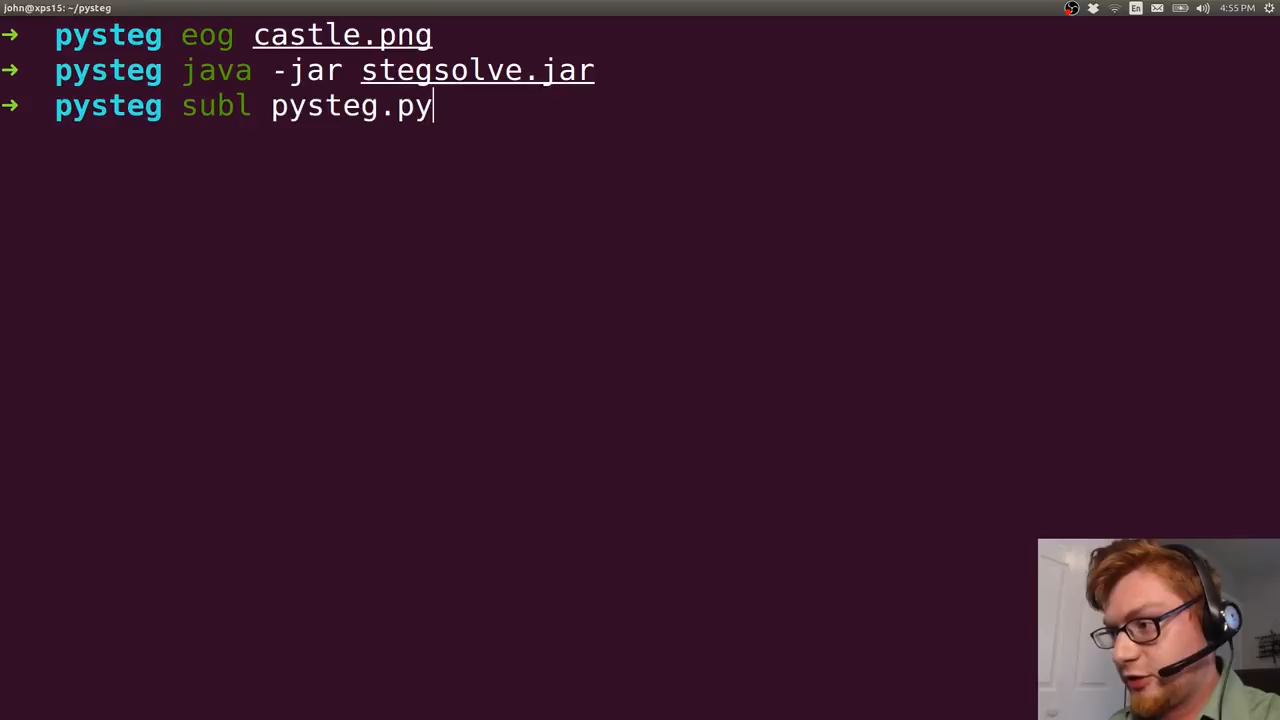 john@xps15: ~/pysteg
En
4:55 PM
→ pysteg eog castle.png
→ pysteg java -jar stegsolve.jar
→ pysteg subl pysteg.py